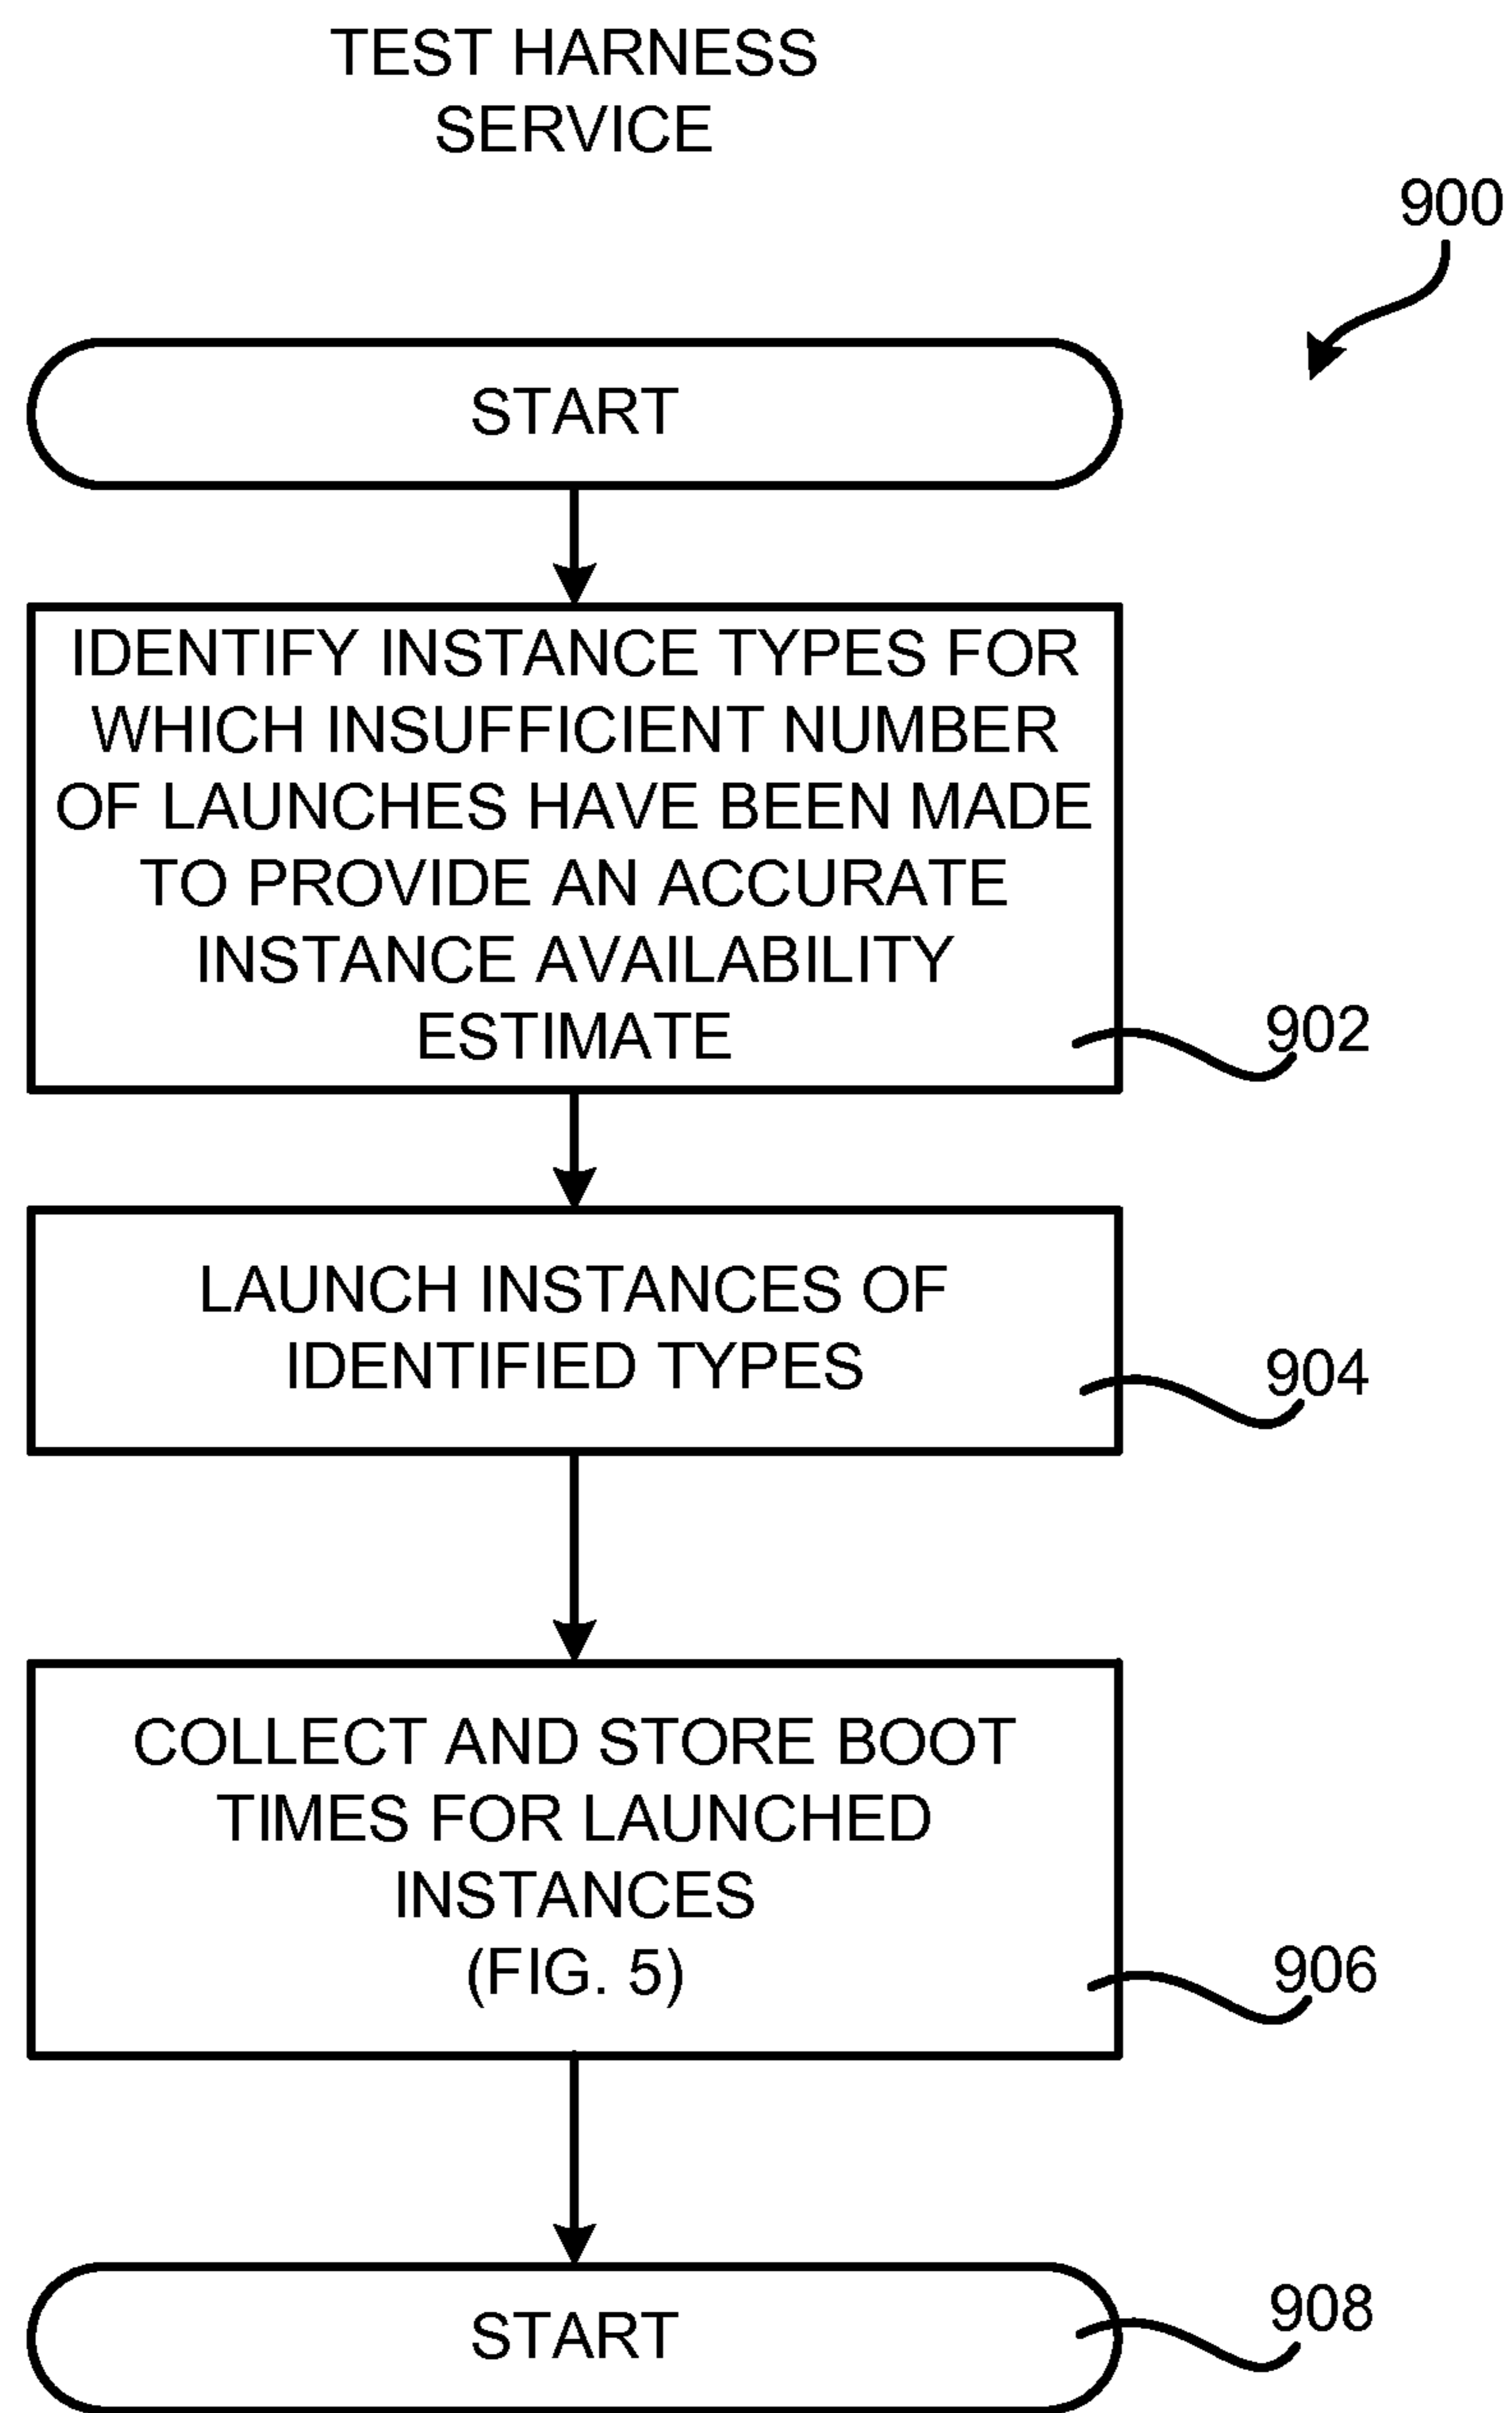 TEST HARNESS
SERVICE
900
START
IDENTIFY INSTANCE TYPES FOR
WHICH INSUFFICIENT NUMBER
OF LAUNCHES HAVE BEEN MADE
TO PROVIDE AN ACCURATE
INSTANCE AVAILABILITY
ESTIMATE
902
LAUNCH INSTANCES OF
IDENTIFIED TYPES
904
COLLECT AND STORE BOOT
TIMES FOR LAUNCHED
INSTANCES
(FIG. 5)
906
START
908